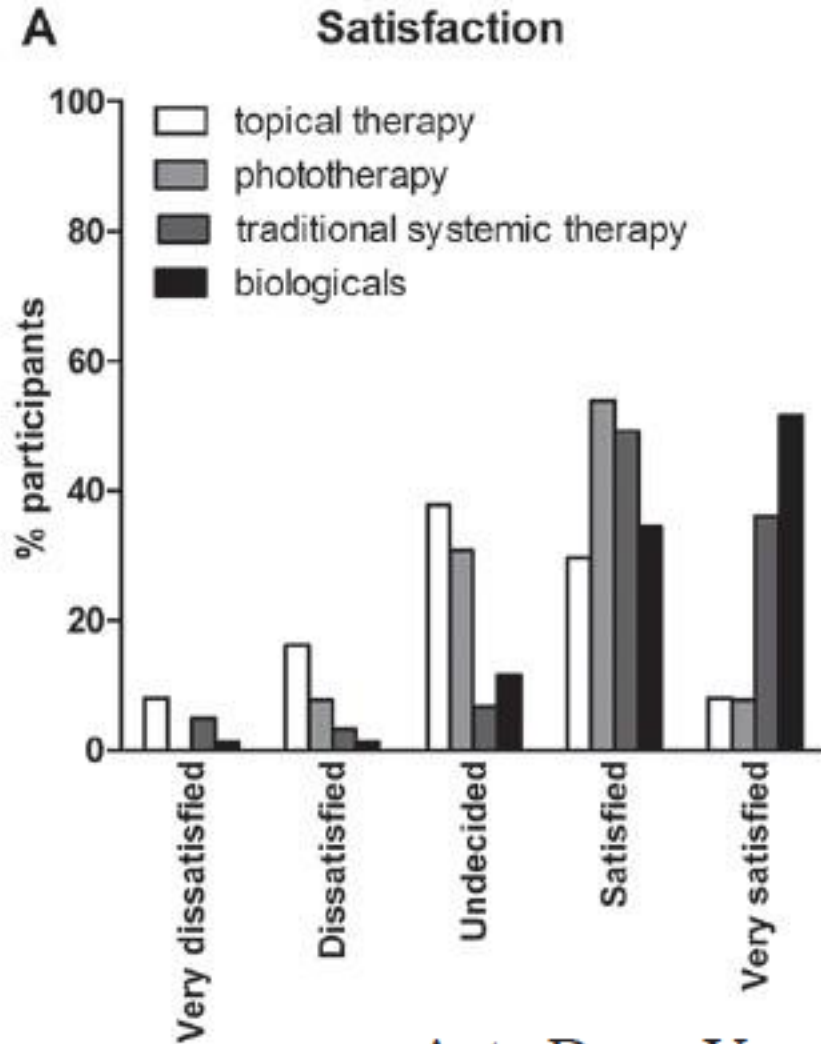 A
Satisfaction
100
80
60
40
20
0
% participants
topical therapy
phototherapy
traditional systemic therapy
biologicals
Very dissatisfied
Dissatisfied
Undecided
Satisfied
Very satisfied